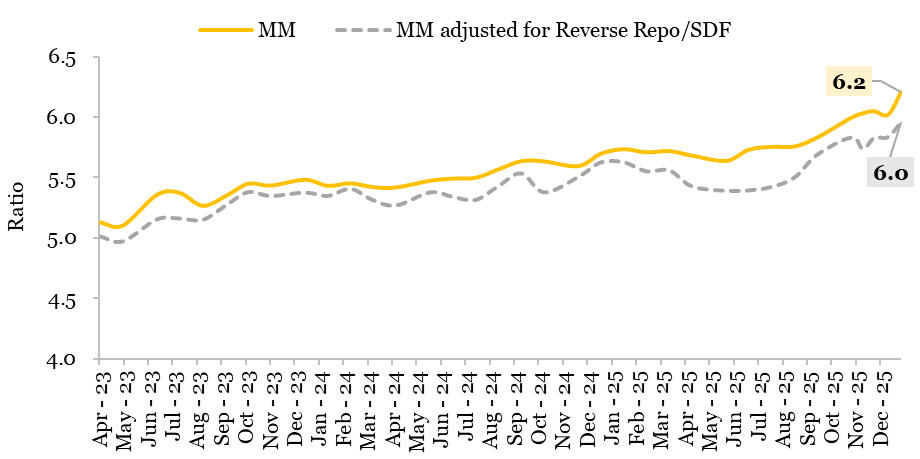 MM
MM adjusted for Reverse Repo/SDF
6.5
6.0
5.5
5.0
4.5
4.0
Ratio
6.2
6.0
Apr - 23
May - 23
Jun - 23
Jul - 23
Aug - 23
Sep - 23
Oct - 23
Nov - 23
Dec - 23
Jan - 24
Feb - 24
Mar - 24
Apr - 24
May - 24
Jun - 24
Jul - 24
Aug - 24
Sep - 24
Oct - 24
Nov - 24
Dec - 24
Jan - 25
Feb - 25
Mar - 25
Apr - 25
May - 25
Jun - 25
Jul - 25
Aug - 25
Sep - 25
Oct - 25
Nov - 25
Dec - 25